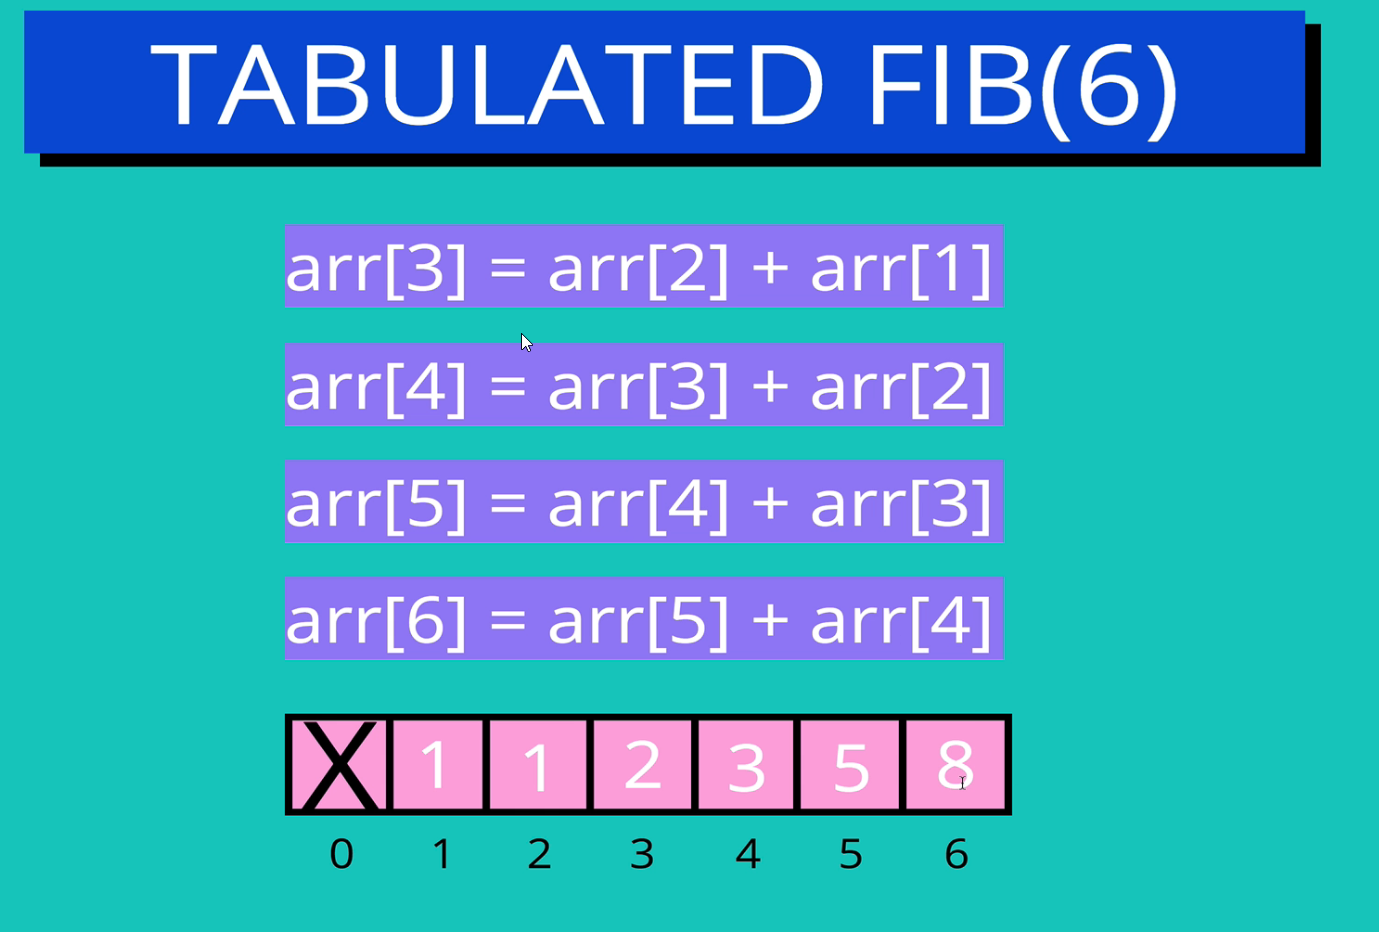 TABULATED FIB(6)
arr[3] = arr[2] + arr[1]
arr[4] = arr[3] + arr[2]
arr[5] = arr[4] + arr[3]
arr[6] = arr[5] + arr[4]
X 1 1 2 3 5 8
0 1 2 3 4 5 6